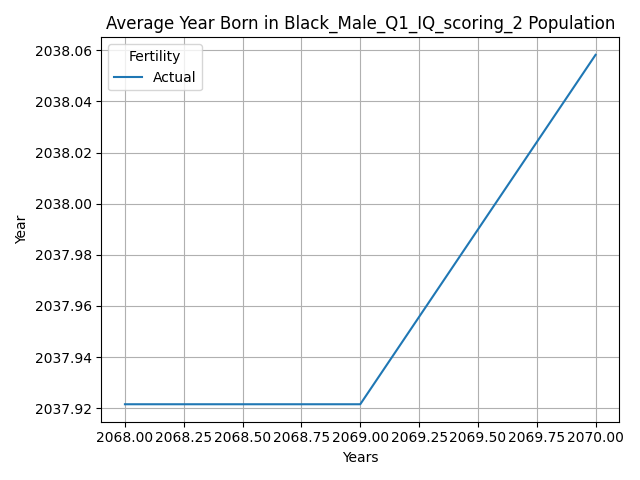 Average Year Born in Black_Male_Q1_IQ_scoring_2 Population
Fertility
Actual
Year
2038.06
2038.04
2038.02
2038.00
2037.98
2037.96
2037.94
2037.92
2068.00 2068.25 2068.50 2068.75 2069.00 2069.25 2069.50 2069.75 2070.00
Years